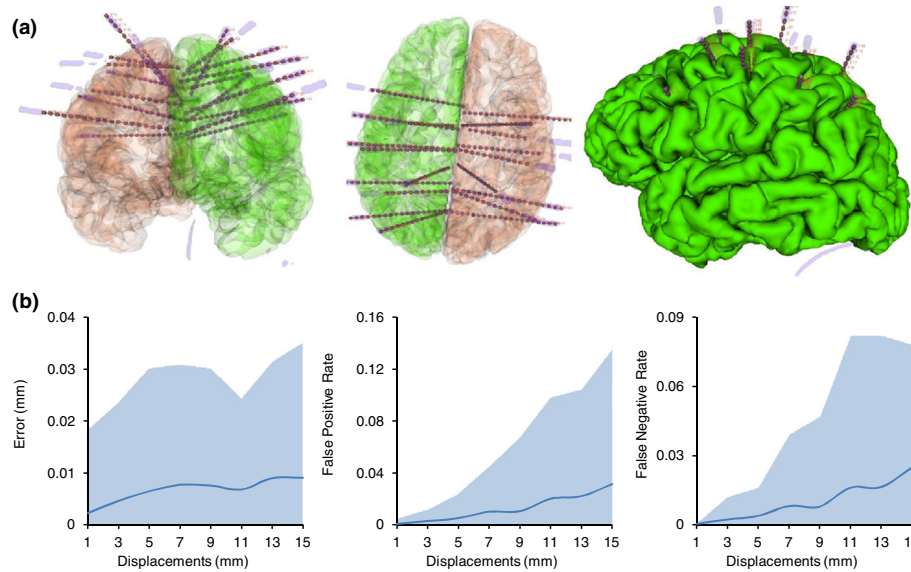 (a)
(b)
0.04
0.03
0.02
0.01
0
Error (mm)
1 3 5 7 9 11 13 15
Displacements (mm)
0.16
0.12
0.08
0.04
0
False Positive Rate
1 3 5 7 9 11 13 15
Displacements (mm)
0.09
0.06
0.03
0
False Negative Rate
1 3 5 7 9 11 13
Displacements (mm)